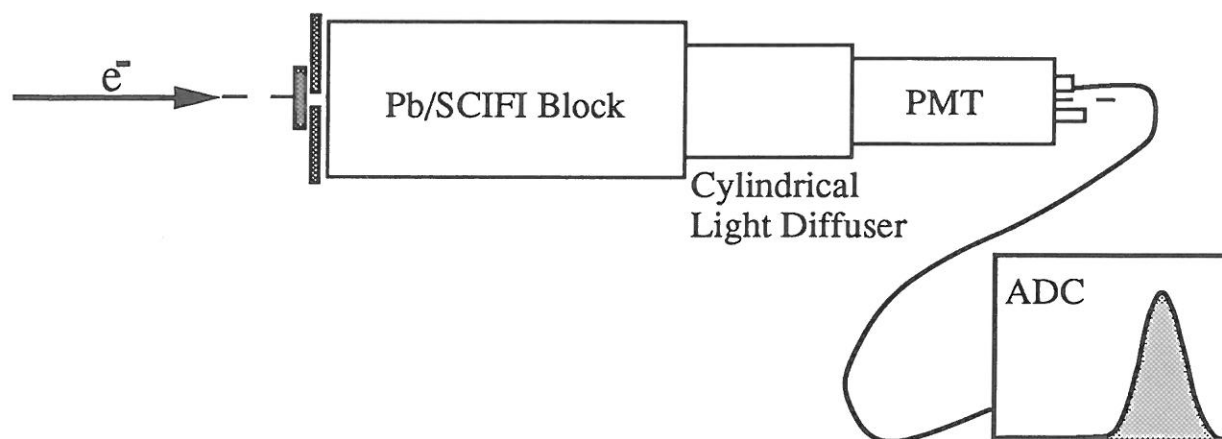 e-
Pb/SCIFI Block
PMT
Cylindrical
Light Diffuser
ADC